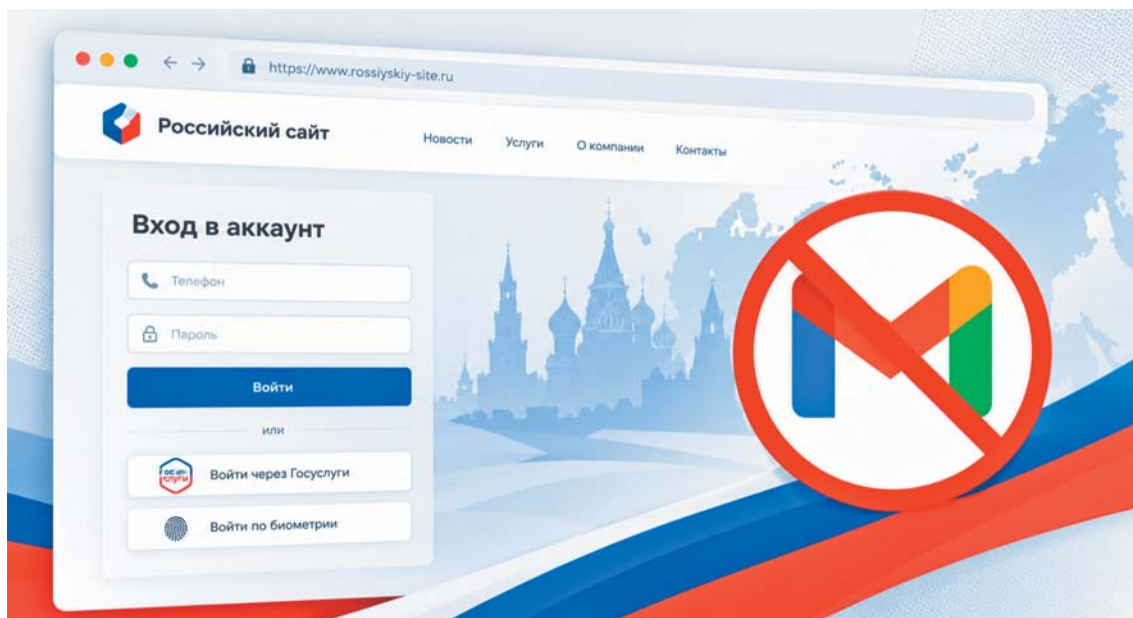 https://www.rossiyskiy-site.ru
Российский сайт
Новости Услуги О компании Контакты
Вход в аккаунт
Телефон
Пароль
Войти
или
Войти через Госуслуги
Войти по биометрии